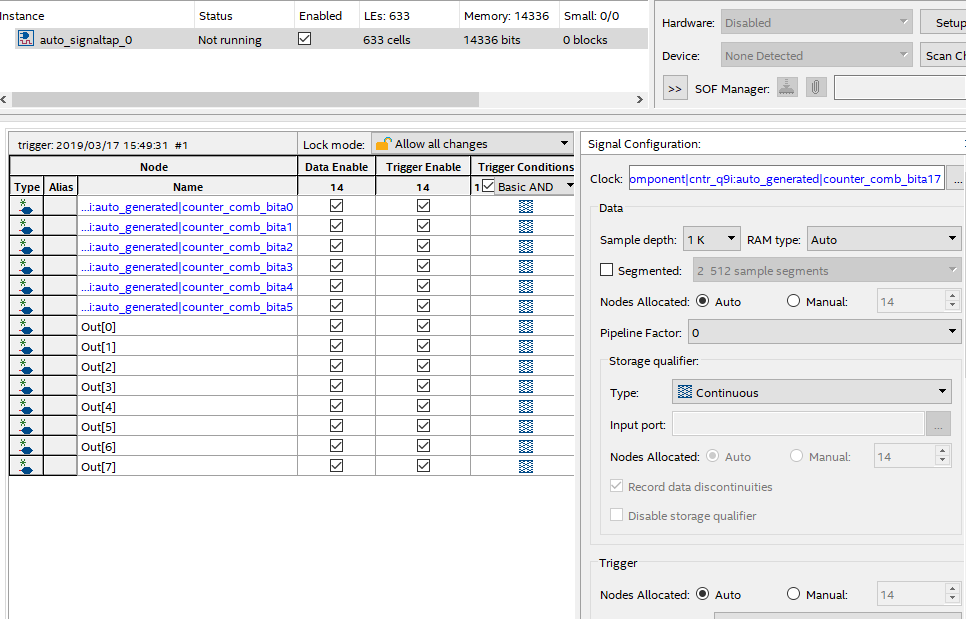 Instance Status Enabled LEs: 633 Memory: 14336 Small: 0/0
auto_signaltap_0 Not running 633 cells 14336 bits 0 blocks
Hardware: Disabled Setup
Device: None Detected Scan Ch
>> SOF Manager:
trigger: 2019/03/17 15:49:31 #1 Lock mode: Allow all changes
Node Data Enable Trigger Enable Trigger Conditions
Type Alias Name 14 14 1 Basic AND
...i:auto_generated|counter_comb_bita0
...i:auto_generated|counter_comb_bita1
...i:auto_generated|counter_comb_bita2
...i:auto_generated|counter_comb_bita3
...i:auto_generated|counter_comb_bita4
...i:auto_generated|counter_comb_bita5
Out[0]
Out[1]
Out[2]
Out[3]
Out[4]
Out[5]
Out[6]
Out[7]
Signal Configuration:
Clock: omponent|cntr_q9i:auto_generated|counter_comb_bita17 ...
Data
Sample depth: 1 K RAM type: Auto
Segmented: 2 512 sample segments
Nodes Allocated: Auto Manual: 14
Pipeline Factor: 0
Storage qualifier:
Type: Continuous
Input port: ...
Nodes Allocated: Auto Manual: 14
Record data discontinuities
Disable storage qualifier
Trigger
Nodes Allocated: Auto Manual: 14